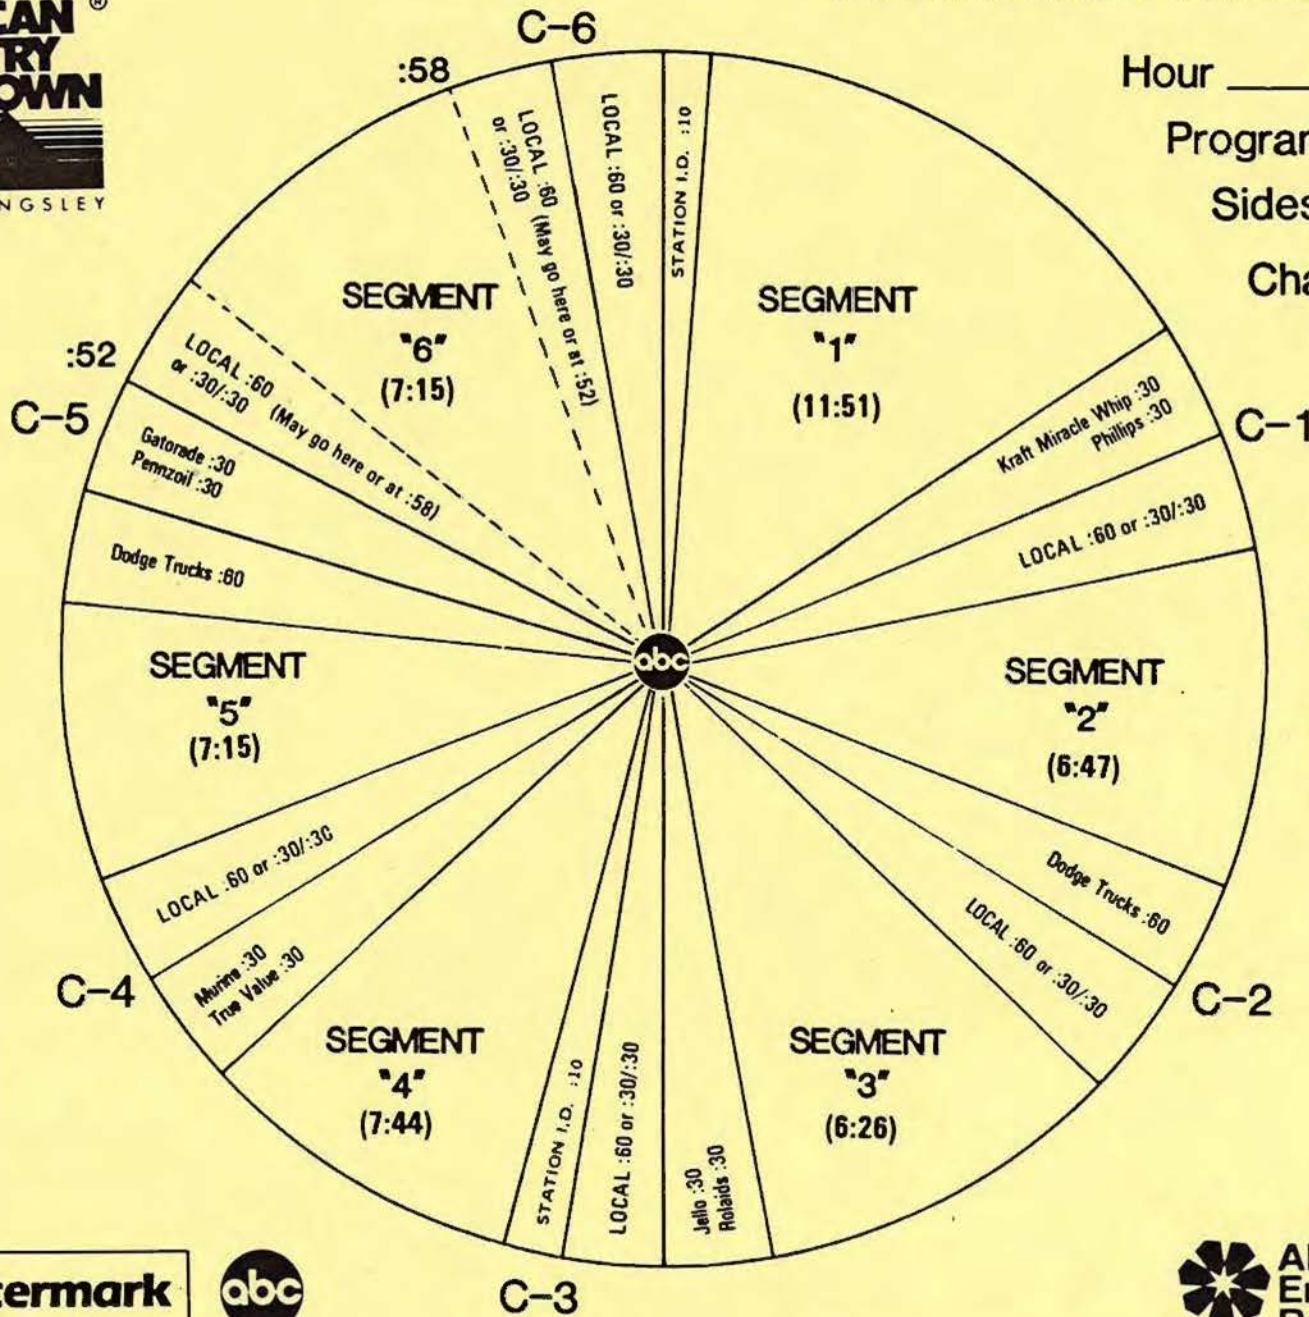 CAN ®
TRY
OWN
NGSLEY
C-6
:58
Hour
Program
Sides
Cha
LOCAL :60 or :30/:30
STATION I.D. :10
LOCAL :60 (May go here or at :52)
or :30/:30
SEGMENT
"6"
(7:15)
SEGMENT
"1"
(11:51)
:52
C-5
LOCAL :60 (May go here or at :58)
or :30/:30
Gatorade :30
Pennzoil :30
Dodge Trucks :60
Kraft Miracle Whip :30
Phillips :30
C-1
LOCAL :60 or :30/:30
abc
SEGMENT
"5"
(7:15)
SEGMENT
"2"
(6:47)
LOCAL :60 or :30/:30
C-4
Murine :30
True Value :30
Dodge Trucks :60
LOCAL :60 or :30/:30
C-2
SEGMENT
"4"
(7:44)
STATION I.D. :10
LOCAL :60 or :30/:30
Jello :30
Rolaids :30
SEGMENT
"3"
(6:26)
C-3
termark
abc